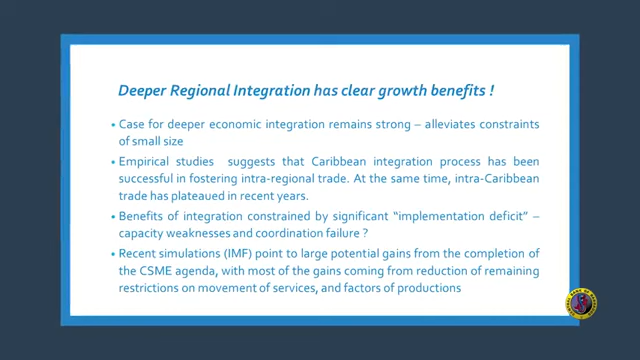 Deeper Regional Integration has clear growth benefits !
▪ Case for deeper economic integration remains strong – alleviates constraints
of small size
▪ Empirical studies suggests that Caribbean integration process has been
successful in fostering intra-regional trade. At the same time, intra-Caribbean
trade has plateaued in recent years.
▪ Benefits of integration constrained by significant “implementation deficit” –
capacity weaknesses and coordination failure ?
▪ Recent simulations (IMF) point to large potential gains from the completion of
the CSME agenda, with most of the gains coming from reduction of remaining
restrictions on movement of services, and factors of productions